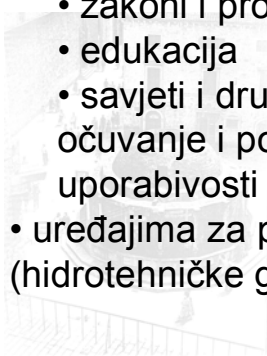 • zakoni i pro
• edukacija
• savjeti i dru
očuvanje i po
uporabivosti
• uređajima za p
(hidrotehničke g